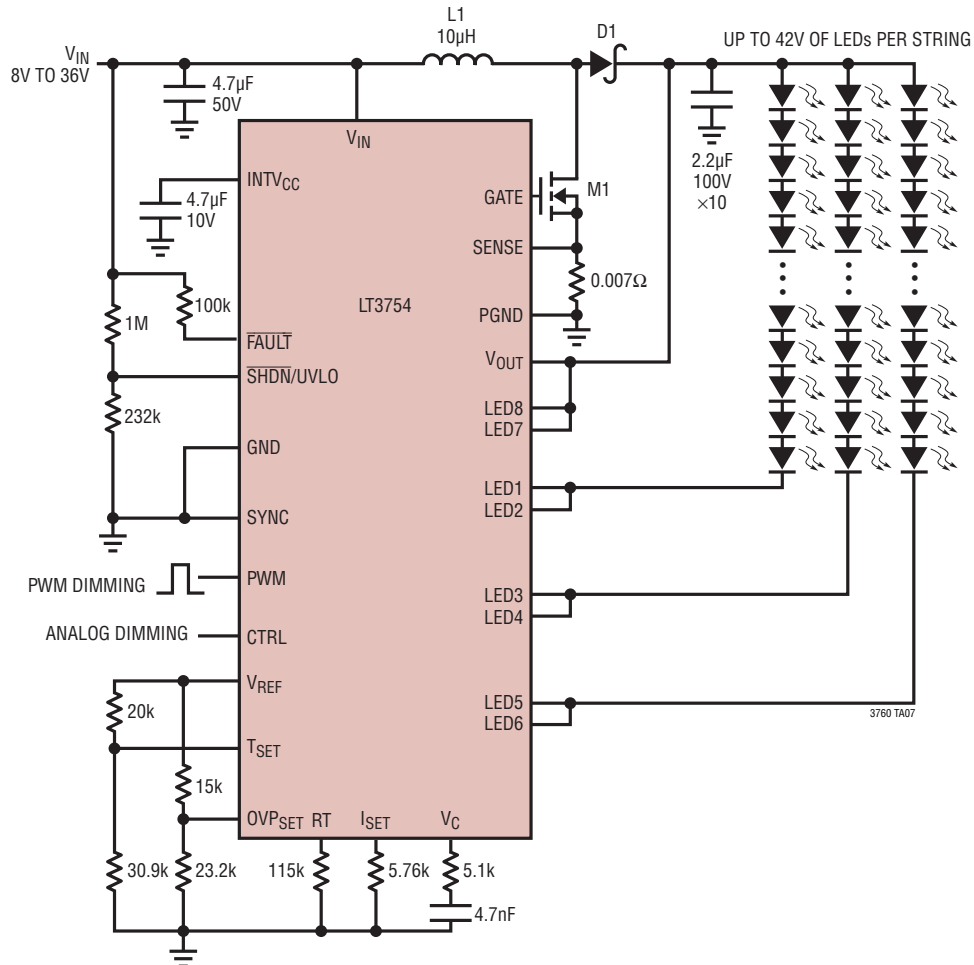 L1
10µH
D1
UP TO 42V OF LEDs PER STRING
VIN
8V TO 36V
4.7µF
50V
VIN
2.2µF
100V
×10
INTVCC
4.7µF
10V
GATE
M1
SENSE
0.007Ω
LT3754
PGND
100k
1M
FAULT
VOUT
SHDN/UVLO
LED8
LED7
232k
GND
LED1
LED2
SYNC
PWM DIMMING
PWM
LED3
LED4
ANALOG DIMMING
CTRL
VREF
LED5
LED6
3760 TA07
20k
TSET
15k
OVPSET
RT
ISET
VC
30.9k
23.2k
115k
5.76k
5.1k
4.7nF